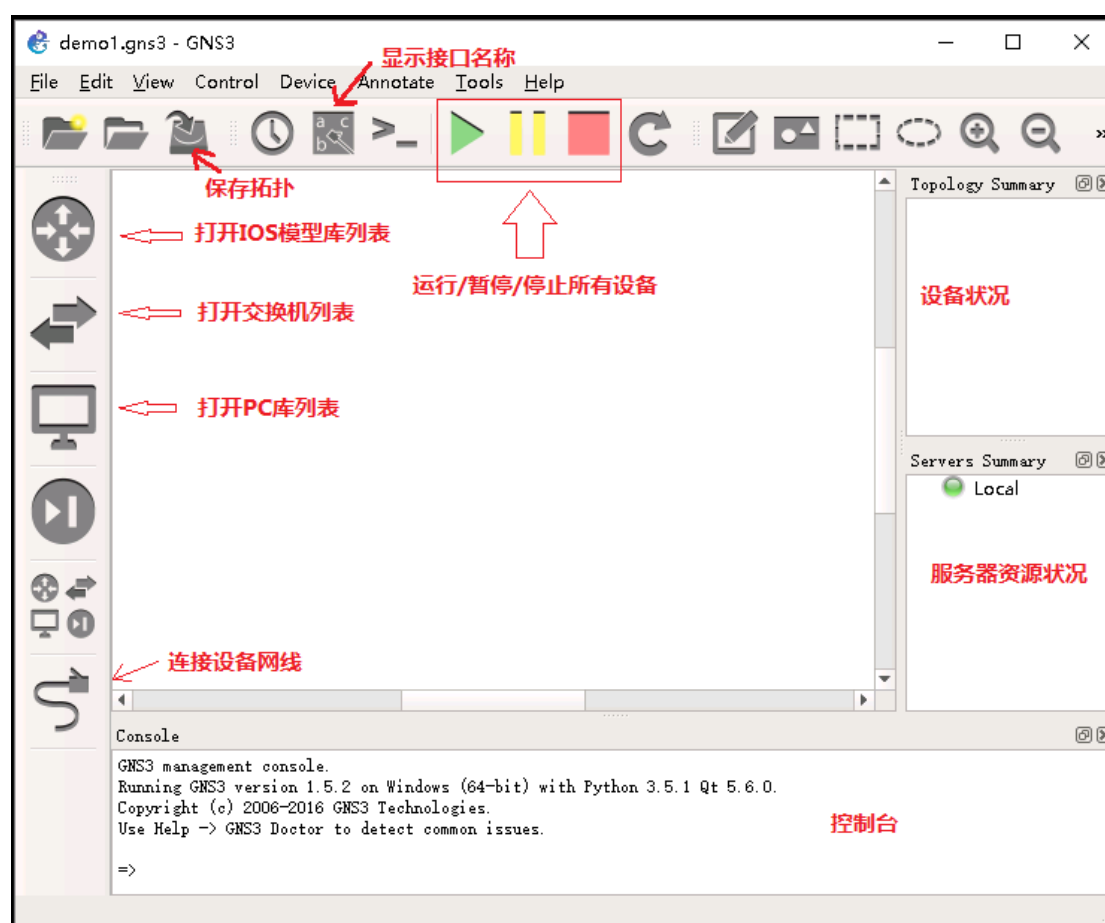 demo1.gns3 - GNS3
显示接口名称
File Edit View Control Device Annotate Tools Help
a c
b
>_
»
保存拓扑
Topology Summary
打开IOS模型库列表
运行/暂停/停止所有设备
设备状况
打开交换机列表
打开PC库列表
Servers Summary
Local
服务器资源状况
连接设备网线
Console
GNS3 management console.
Running GNS3 version 1.5.2 on Windows (64-bit) with Python 3.5.1 Qt 5.6.0.
Copyright (c) 2006-2016 GNS3 Technologies.
Use Help -> GNS3 Doctor to detect common issues.
控制台
=>